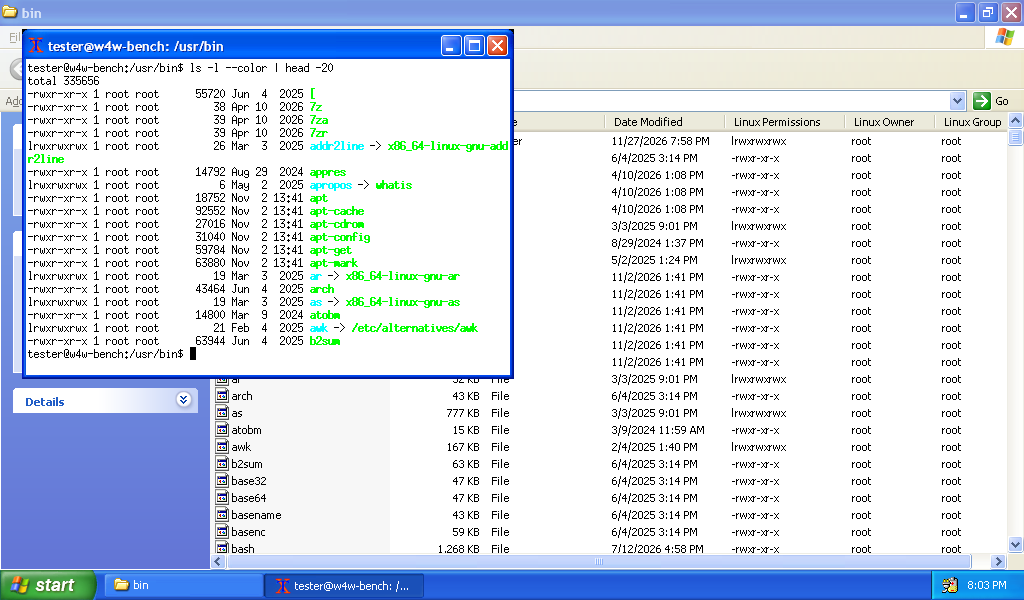 bin
tester@w4w-bench: /usr/bin
tester@w4w-bench:/usr/bin$ ls -l --color | head -20
total 335656
-rwxr-xr-x 1 root root 55720 Jun 4 2025 [
-rwxr-xr-x 1 root root 38 Apr 10 2026 7z
-rwxr-xr-x 1 root root 39 Apr 10 2026 7za
-rwxr-xr-x 1 root root 39 Apr 10 2026 7zr
lrwxrwxrwx 1 root root 26 Mar 3 2025 addr2line -> x86_64-linux-gnu-add
r2line
-rwxr-xr-x 1 root root 14792 Aug 29 2024 appres
lrwxrwxrwx 1 root root 6 May 2 2025 apropos -> whatis
-rwxr-xr-x 1 root root 18752 Nov 2 13:41 apt
-rwxr-xr-x 1 root root 92552 Nov 2 13:41 apt-cache
-rwxr-xr-x 1 root root 27016 Nov 2 13:41 apt-cdrom
-rwxr-xr-x 1 root root 31040 Nov 2 13:41 apt-config
-rwxr-xr-x 1 root root 59784 Nov 2 13:41 apt-get
-rwxr-xr-x 1 root root 63880 Nov 2 13:41 apt-mark
lrwxrwxrwx 1 root root 19 Mar 3 2025 ar -> x86_64-linux-gnu-ar
-rwxr-xr-x 1 root root 43464 Jun 4 2025 arch
lrwxrwxrwx 1 root root 19 Mar 3 2025 as -> x86_64-linux-gnu-as
-rwxr-xr-x 1 root root 14800 Mar 9 2024 atobm
lrwxrwxrwx 1 root root 21 Feb 4 2025 awk -> /etc/alternatives/awk
-rwxr-xr-x 1 root root 63944 Jun 4 2025 b2sum
tester@w4w-bench:/usr/bin$
Go
Date Modified Linux Permissions Linux Owner Linux Group
11/27/2026 7:58 PM lrwxrwxrwx root root
6/4/2025 3:14 PM -rwxr-xr-x root root
4/10/2026 1:08 PM -rwxr-xr-x root root
4/10/2026 1:08 PM -rwxr-xr-x root root
4/10/2026 1:08 PM -rwxr-xr-x root root
3/3/2025 9:01 PM lrwxrwxrwx root root
8/29/2024 1:37 PM -rwxr-xr-x root root
5/2/2025 1:24 PM lrwxrwxrwx root root
11/2/2026 1:41 PM -rwxr-xr-x root root
11/2/2026 1:41 PM -rwxr-xr-x root root
11/2/2026 1:41 PM -rwxr-xr-x root root
11/2/2026 1:41 PM -rwxr-xr-x root root
11/2/2026 1:41 PM -rwxr-xr-x root root
11/2/2026 1:41 PM -rwxr-xr-x root root
3/3/2025 9:01 PM lrwxrwxrwx root root
arch 43 KB File 6/4/2025 3:14 PM -rwxr-xr-x root root
as 777 KB File 3/3/2025 9:01 PM lrwxrwxrwx root root
atobm 15 KB File 3/9/2024 11:59 AM -rwxr-xr-x root root
awk 167 KB File 2/4/2025 1:40 PM lrwxrwxrwx root root
b2sum 63 KB File 6/4/2025 3:14 PM -rwxr-xr-x root root
base32 47 KB File 6/4/2025 3:14 PM -rwxr-xr-x root root
base64 47 KB File 6/4/2025 3:14 PM -rwxr-xr-x root root
basename 43 KB File 6/4/2025 3:14 PM -rwxr-xr-x root root
basenc 59 KB File 6/4/2025 3:14 PM -rwxr-xr-x root root
bash 1.268 KB File 7/12/2026 4:58 PM -rwxr-xr-x root root
Details
start
bin
tester@w4w-bench: /...
8:03 PM